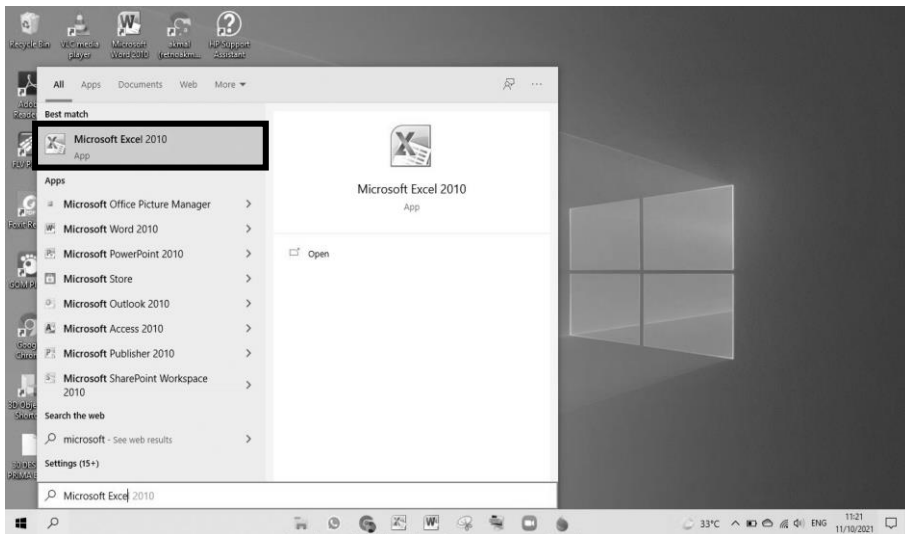 Recycle Bin
VLC media player
Microsoft Word 2010
akmal
HP Support Assistant
All Apps Documents Web More
Best match
Microsoft Excel 2010
App
Apps
Microsoft Office Picture Manager
Microsoft Word 2010
Microsoft PowerPoint 2010
Microsoft Store
Microsoft Outlook 2010
Microsoft Access 2010
Microsoft Publisher 2010
Microsoft SharePoint Workspace
2010
Search the web
microsoft - See web results
Settings (15+)
Microsoft Excel 2010
Microsoft Excel 2010
App
Open
33°C ENG
11:21
11/10/2021